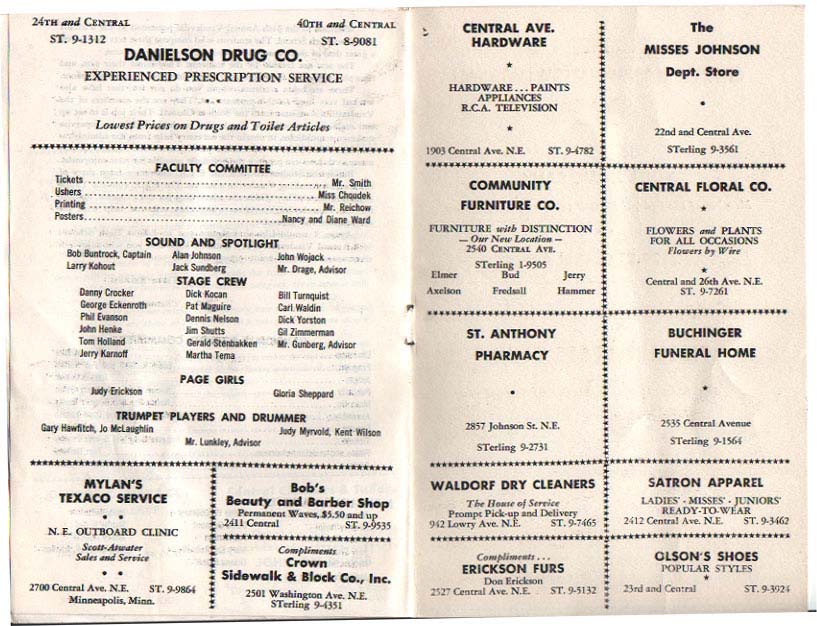 24TH and CENTRAL 40TH and CENTRAL
ST. 9-1312 ST. 8-9081
DANIELSON DRUG CO.
EXPERIENCED PRESCRIPTION SERVICE
Lowest Prices on Drugs and Toilet Articles
FACULTY COMMITTEE
Tickets Mr. Smith
Ushers Miss Choudek
Printing Mr. Reichow
Posters Nancy and Diane Ward
SOUND AND SPOTLIGHT
Bob Buntrock, Captain Alan Johnson John Wojack
Larry Kohout Jack Sundberg Mr. Drage, Advisor
STAGE CREW
Danny Crocker Dick Kocan Bill Turnquist
George Eckenroth Pat Maguire Carl Waldin
Phil Evanson Dennis Nelson Dick Yorston
John Henke Jim Shutts Gil Zimmerman
Tom Holland Gerald Stenbakken Mr. Gunberg, Advisor
Jerry Karnoff Martha Tema
PAGE GIRLS
Judy Erickson Gloria Sheppard
TRUMPET PLAYERS AND DRUMMER
Gary Hawfitch, Jo McLaughlin Judy Myrvold, Kent Wilson
Mr. Lunkley, Advisor
MYLAN'S
TEXACO SERVICE
N. E. OUTBOARD CLINIC
Scott-Atwater
Sales and Service
2700 Central Ave. N.E. ST. 9-9864
Minneapolis, Minn.
Bob's
Beauty and Barber Shop
Permanent Waves, $5.50 and up
2411 Central ST. 9-9535
Compliments
Crown
Sidewalk & Block Co., Inc.
2501 Washington Ave. N.E.
STerling 9-4351
CENTRAL AVE.
HARDWARE
HARDWARE . . . PAINTS
APPLIANCES
R.C.A. TELEVISION
1903 Central Ave. N.E. ST. 9-4782
The
MISSES JOHNSON
Dept. Store
22nd and Central Ave.
STerling 9-3561
COMMUNITY
FURNITURE CO.
FURNITURE with DISTINCTION
— Our New Location —
2540 CENTRAL AVE.
STerling 1-9505
Elmer Bud Jerry
Axelson Fredsall Hammer
CENTRAL FLORAL CO.
FLOWERS and PLANTS
FOR ALL OCCASIONS
Flowers by Wire
Central and 26th Ave. N.E.
ST. 9-7261
ST. ANTHONY
PHARMACY
2857 Johnson St. N.E.
STerling 9-2731
BUCHINGER
FUNERAL HOME
2535 Central Avenue
STerling 9-1564
WALDORF DRY CLEANERS
The House of Service
Prompt Pick-up and Delivery
942 Lowry Ave. N.E. ST. 9-7465
SATRON APPAREL
LADIES' - MISSES' - JUNIORS'
READY-TO-WEAR
2412 Central Ave. N.E. ST. 9-3462
Compliments . . .
ERICKSON FURS
Don Erickson
2527 Central Ave. N.E. ST. 9-5132
OLSON'S SHOES
POPULAR STYLES
23rd and Central ST. 9-3924